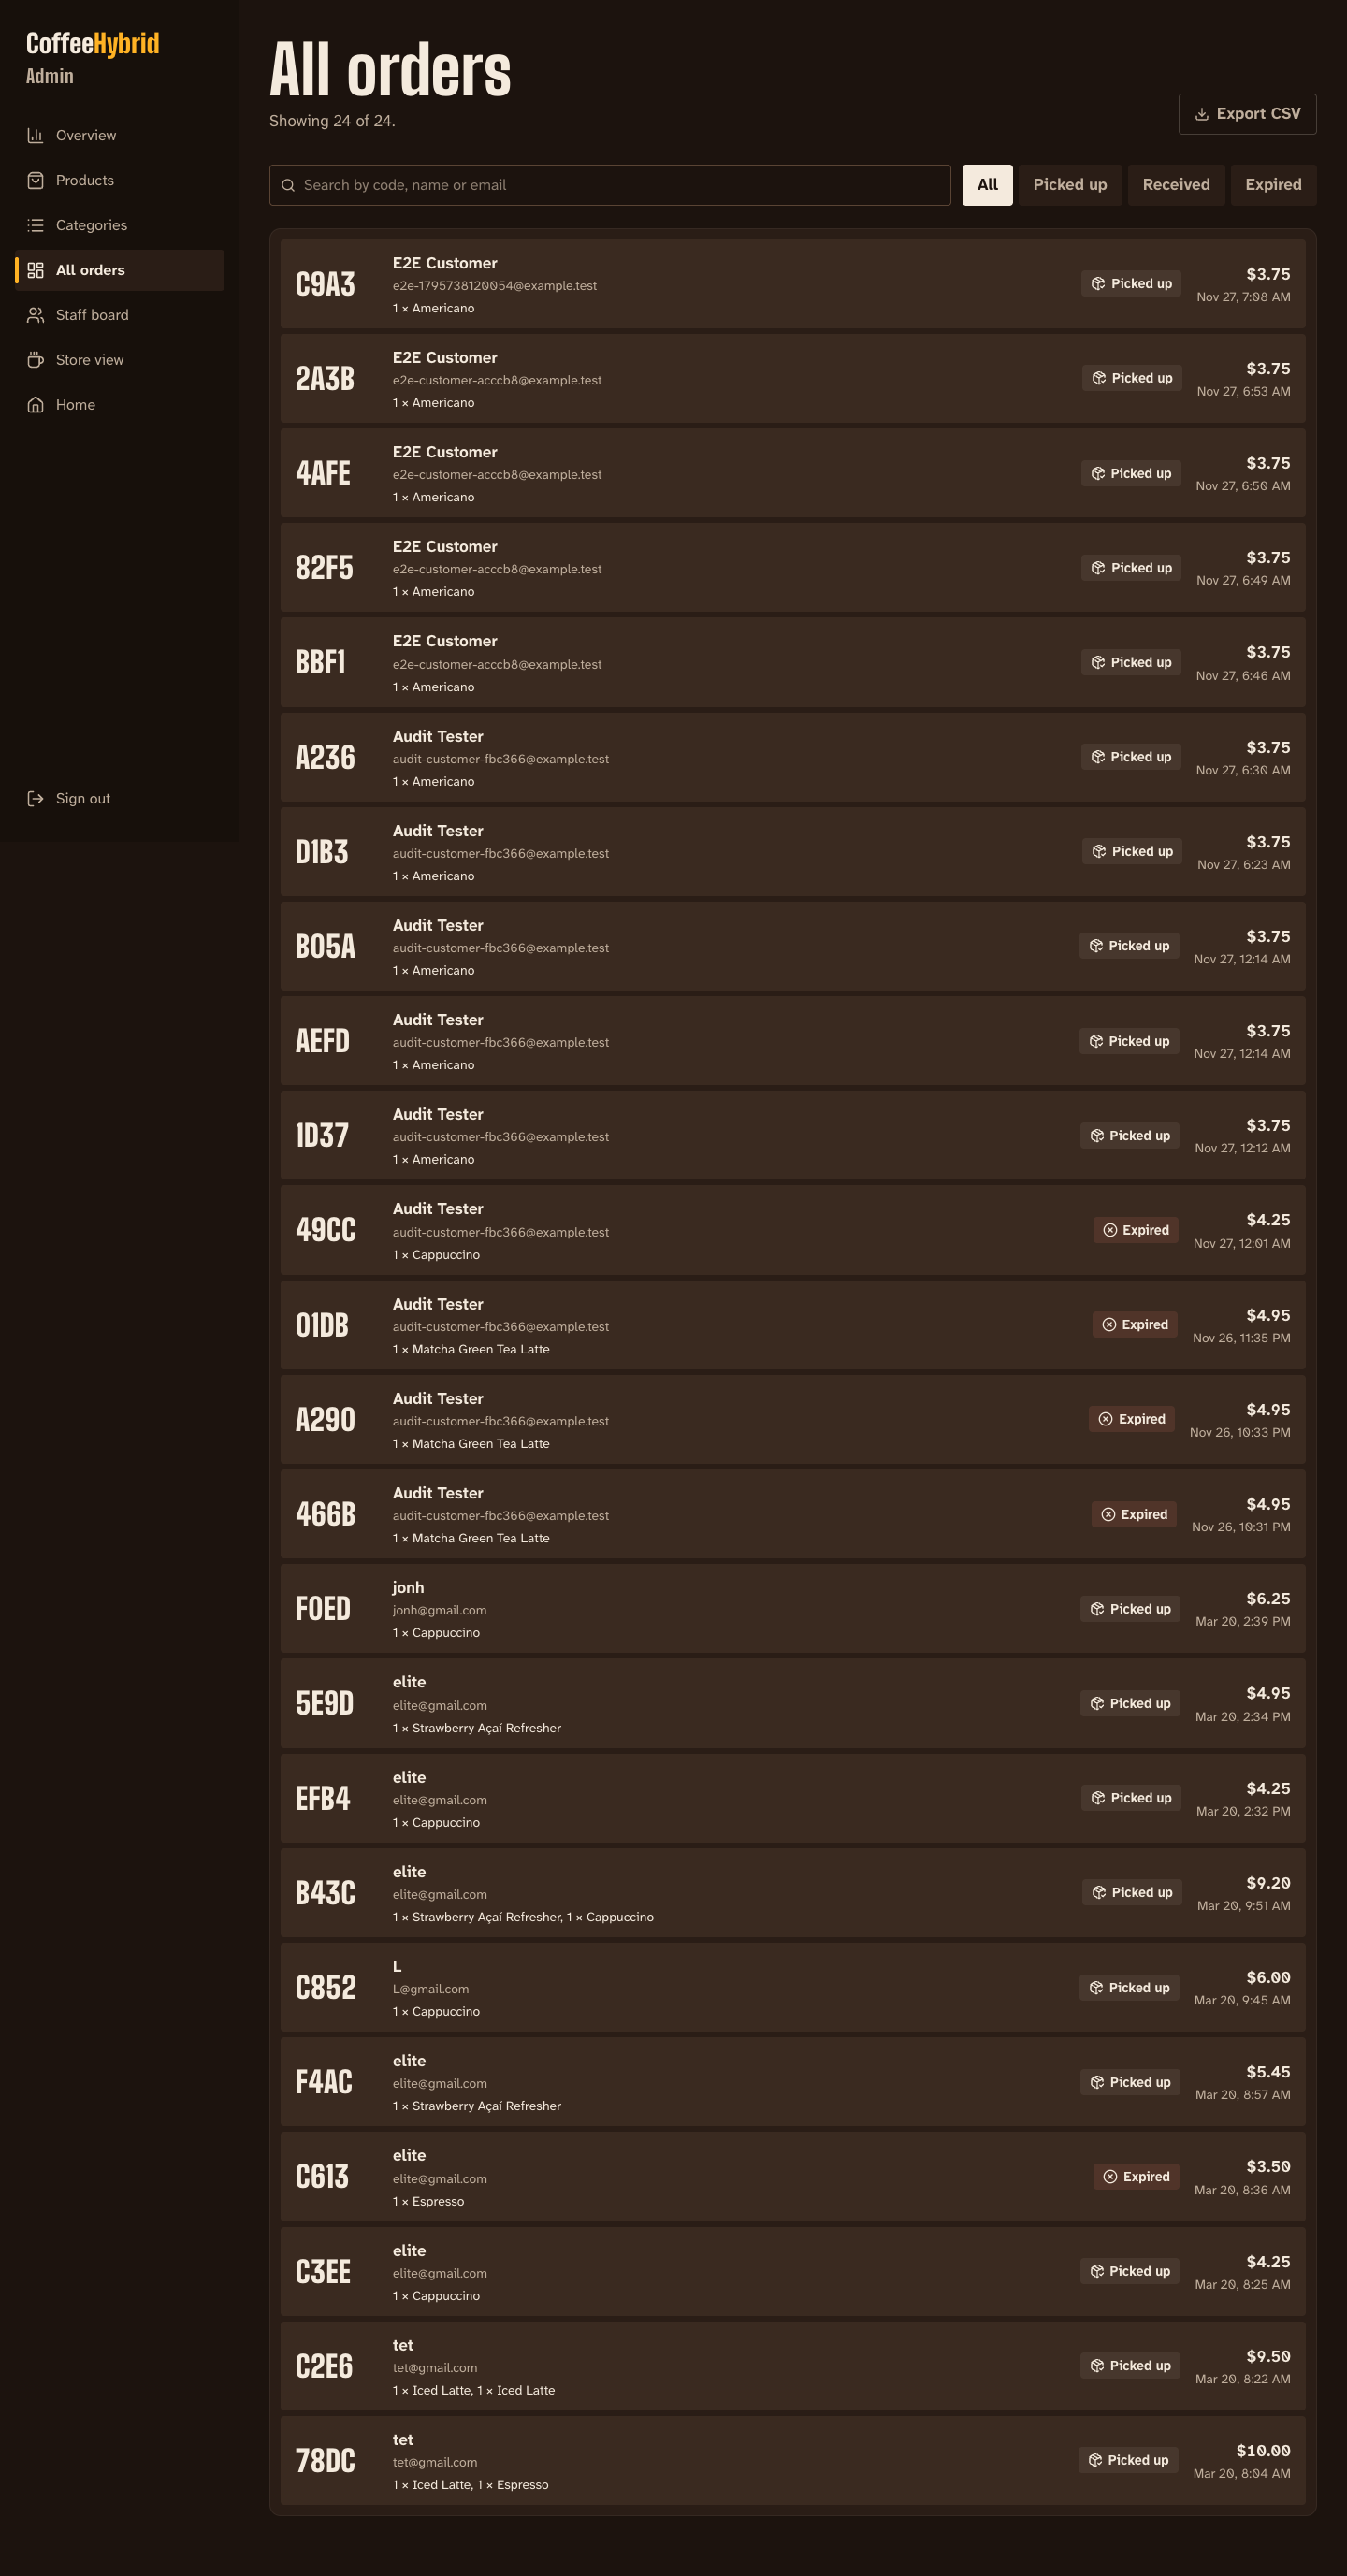 CoffeeHybrid
Admin
Overview
Products
Categories
All orders
Staff board
Store view
Home
Sign out
All orders
Showing 24 of 24.
Export CSV
Search by code, name or email
All
Picked up
Received
Expired
C9A3
E2E Customer
e2e-1795738120054@example.test
1 × Americano
Picked up
$3.75
Nov 27, 7:08 AM
2A3B
E2E Customer
e2e-customer-acccb8@example.test
1 × Americano
Picked up
$3.75
Nov 27, 6:53 AM
4AFE
E2E Customer
e2e-customer-acccb8@example.test
1 × Americano
Picked up
$3.75
Nov 27, 6:50 AM
82F5
E2E Customer
e2e-customer-acccb8@example.test
1 × Americano
Picked up
$3.75
Nov 27, 6:49 AM
BBF1
E2E Customer
e2e-customer-acccb8@example.test
1 × Americano
Picked up
$3.75
Nov 27, 6:46 AM
A236
Audit Tester
audit-customer-fbc366@example.test
1 × Americano
Picked up
$3.75
Nov 27, 6:30 AM
D1B3
Audit Tester
audit-customer-fbc366@example.test
1 × Americano
Picked up
$3.75
Nov 27, 6:23 AM
B05A
Audit Tester
audit-customer-fbc366@example.test
1 × Americano
Picked up
$3.75
Nov 27, 12:14 AM
AEFD
Audit Tester
audit-customer-fbc366@example.test
1 × Americano
Picked up
$3.75
Nov 27, 12:14 AM
1D37
Audit Tester
audit-customer-fbc366@example.test
1 × Americano
Picked up
$3.75
Nov 27, 12:12 AM
49CC
Audit Tester
audit-customer-fbc366@example.test
1 × Cappuccino
Expired
$4.25
Nov 27, 12:01 AM
01DB
Audit Tester
audit-customer-fbc366@example.test
1 × Matcha Green Tea Latte
Expired
$4.95
Nov 26, 11:35 PM
A290
Audit Tester
audit-customer-fbc366@example.test
1 × Matcha Green Tea Latte
Expired
$4.95
Nov 26, 10:33 PM
466B
Audit Tester
audit-customer-fbc366@example.test
1 × Matcha Green Tea Latte
Expired
$4.95
Nov 26, 10:31 PM
F0ED
jonh
jonh@gmail.com
1 × Cappuccino
Picked up
$6.25
Mar 20, 2:39 PM
5E9D
elite
elite@gmail.com
1 × Strawberry Açaí Refresher
Picked up
$4.95
Mar 20, 2:34 PM
EFB4
elite
elite@gmail.com
1 × Cappuccino
Picked up
$4.25
Mar 20, 2:32 PM
B43C
elite
elite@gmail.com
1 × Strawberry Açaí Refresher, 1 × Cappuccino
Picked up
$9.20
Mar 20, 9:51 AM
C852
L
L@gmail.com
1 × Cappuccino
Picked up
$6.00
Mar 20, 9:45 AM
F4AC
elite
elite@gmail.com
1 × Strawberry Açaí Refresher
Picked up
$5.45
Mar 20, 8:57 AM
C613
elite
elite@gmail.com
1 × Espresso
Expired
$3.50
Mar 20, 8:36 AM
C3EE
elite
elite@gmail.com
1 × Cappuccino
Picked up
$4.25
Mar 20, 8:25 AM
C2E6
tet
tet@gmail.com
1 × Iced Latte, 1 × Iced Latte
Picked up
$9.50
Mar 20, 8:22 AM
78DC
tet
tet@gmail.com
1 × Iced Latte, 1 × Espresso
Picked up
$10.00
Mar 20, 8:04 AM